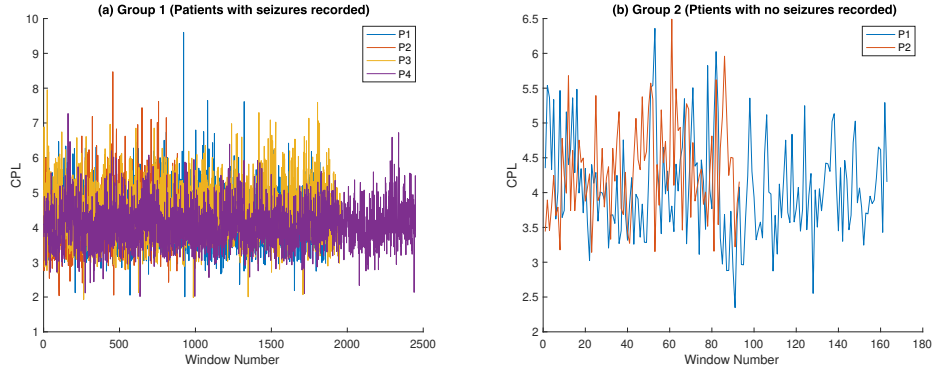 (a) Group 1 (Patients with seizures recorded)
10
9
8
7
6
5
4
3
2
1
CPL
0 500 1000 1500 2000 2500
Window Number
P1
P2
P3
P4
(b) Group 2 (Ptients with no seizures recorded)
6.5
6
5.5
5
4.5
4
3.5
3
2.5
2
CPL
0 20 40 60 80 100 120 140 160 180
Window Number
P1
P2